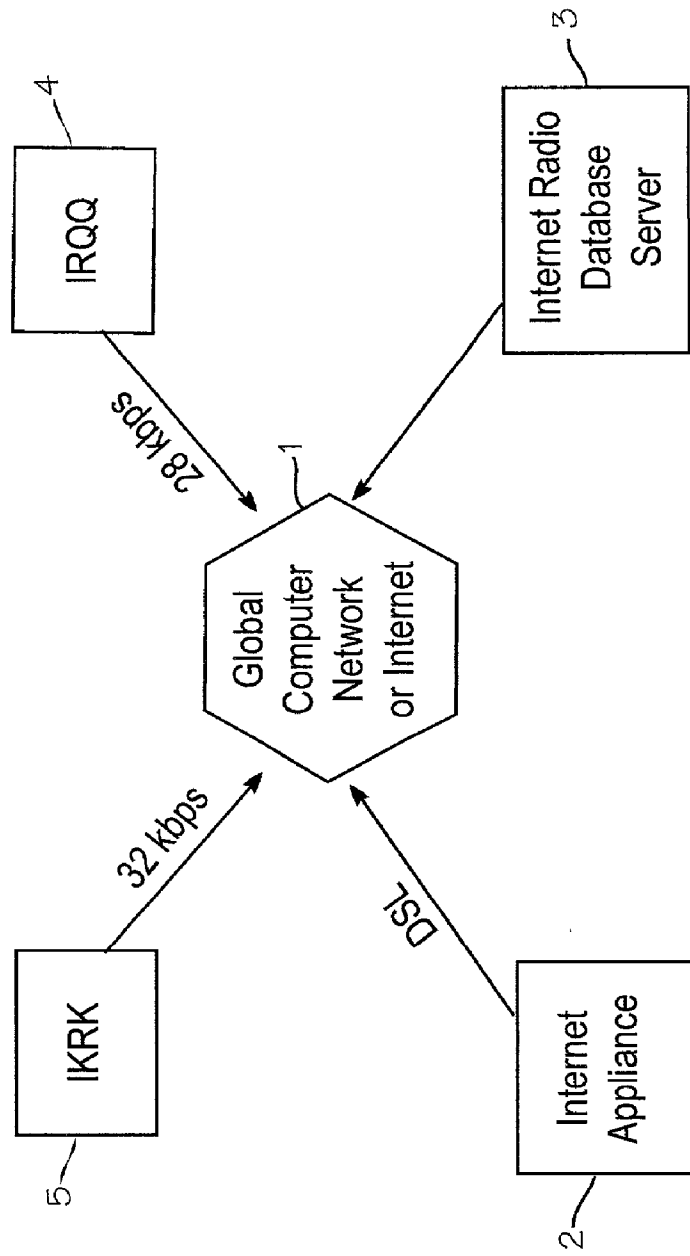 5
IKRK
32 kbps
4
IRQQ
28 kbps
1
Global
Computer
Network
or Internet
2
Internet
Appliance
DSL
3
Internet Radio
Database
Server